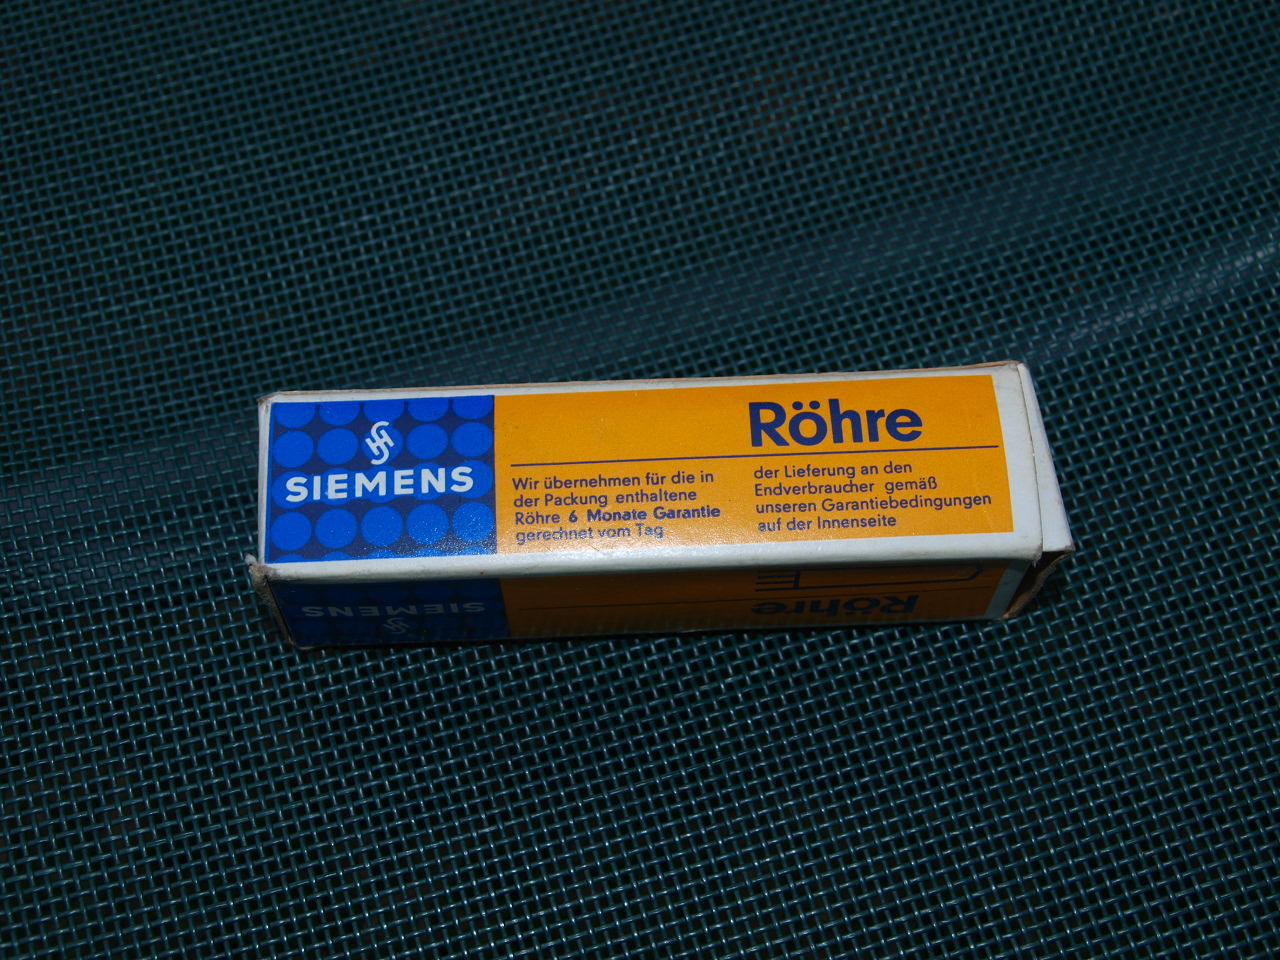 SIEMENS
Röhre
Wir übernehmen für die in
der Packung enthaltene
Röhre 6 Monate Garantie
gerechnet vom Tag
der Lieferung an den
Endverbraucher gemäß
unseren Garantiebedingungen
auf der Innenseite
SIEMENS
Röhre